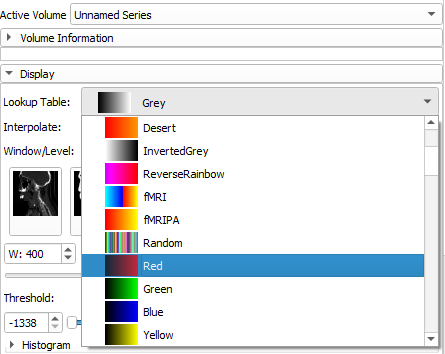 Active Volume Unnamed Series
Volume Information
Display
Lookup Table: Grey
Desert
Interpolate:
InvertedGrey
Window/Level:
ReverseRainbow
fMRI
fMRIPA
Random
W: 400
Red
Green
Threshold:
Blue
-1338
Yellow
Histogram